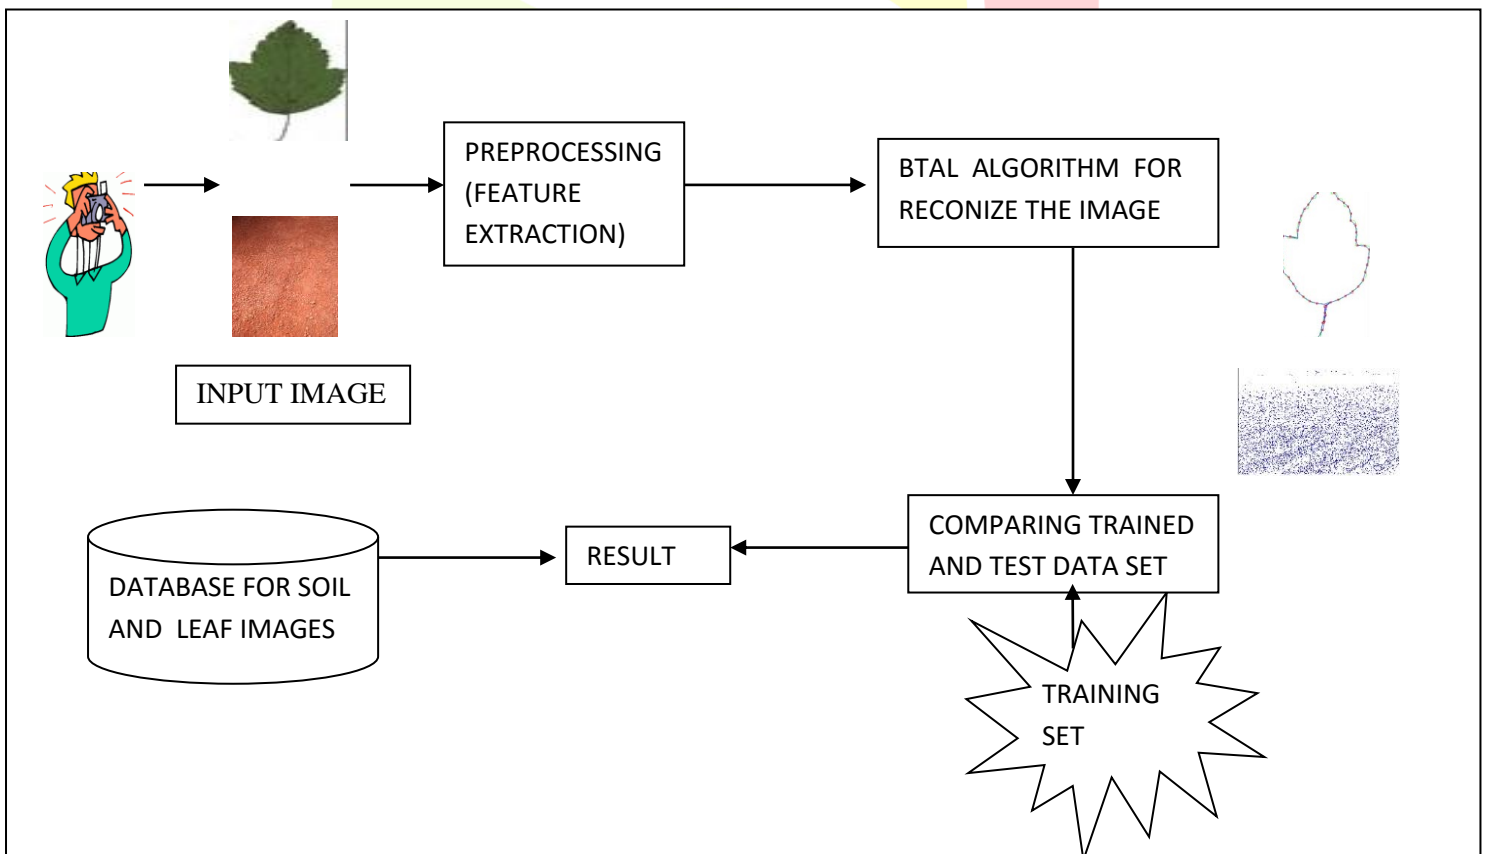 PREPROCESSING
(FEATURE
EXTRACTION)
BTAL ALGORITHM FOR
RECONIZE THE IMAGE
INPUT IMAGE
DATABASE FOR SOIL
AND LEAF IMAGES
RESULT
COMPARING TRAINED
AND TEST DATA SET
TRAINING
SET